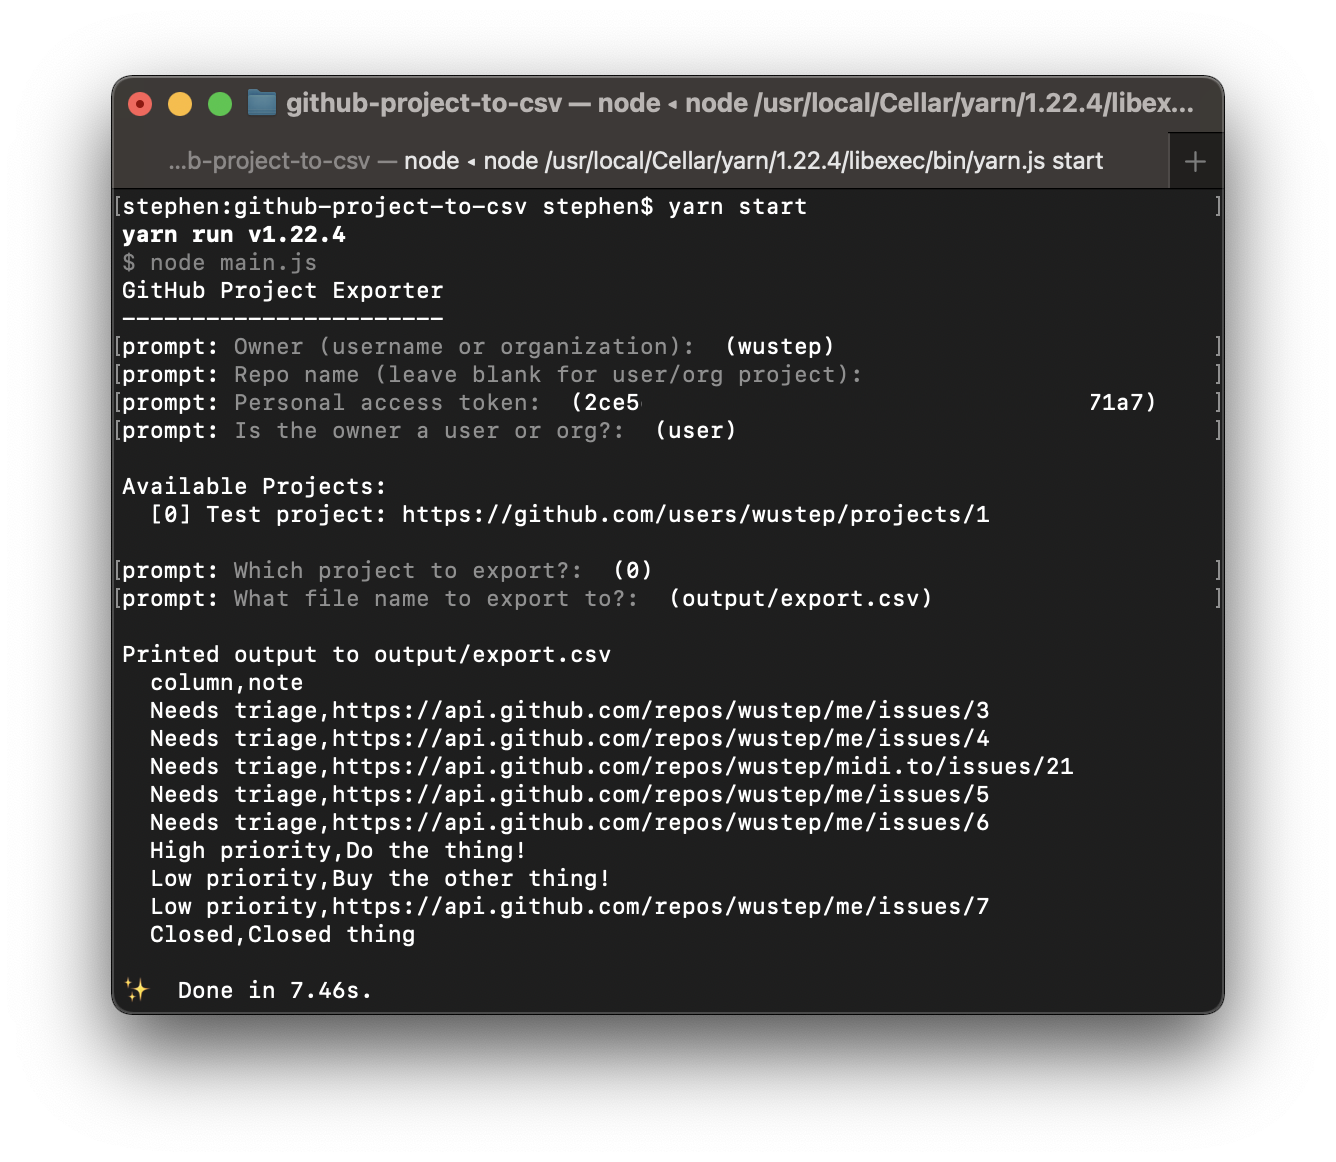 github-project-to-csv — node ◂ node /usr/local/Cellar/yarn/1.22.4/libex...
...b-project-to-csv — node ◂ node /usr/local/Cellar/yarn/1.22.4/libexec/bin/yarn.js start
[stephen:github-project-to-csv stephen$ yarn start ]
yarn run v1.22.4
$ node main.js
GitHub Project Exporter
-----------------------
[prompt: Owner (username or organization):  (wustep) ]
[prompt: Repo name (leave blank for user/org project): ]
[prompt: Personal access token:  (2ce5 71a7) ]
[prompt: Is the owner a user or org?:  (user) ]
Available Projects:
[0] Test project: https://github.com/users/wustep/projects/1
[prompt: Which project to export?:  (0) ]
[prompt: What file name to export to?:  (output/export.csv) ]
Printed output to output/export.csv
column,note
Needs triage,https://api.github.com/repos/wustep/me/issues/3
Needs triage,https://api.github.com/repos/wustep/me/issues/4
Needs triage,https://api.github.com/repos/wustep/midi.to/issues/21
Needs triage,https://api.github.com/repos/wustep/me/issues/5
Needs triage,https://api.github.com/repos/wustep/me/issues/6
High priority,Do the thing!
Low priority,Buy the other thing!
Low priority,https://api.github.com/repos/wustep/me/issues/7
Closed,Closed thing
✨ Done in 7.46s.